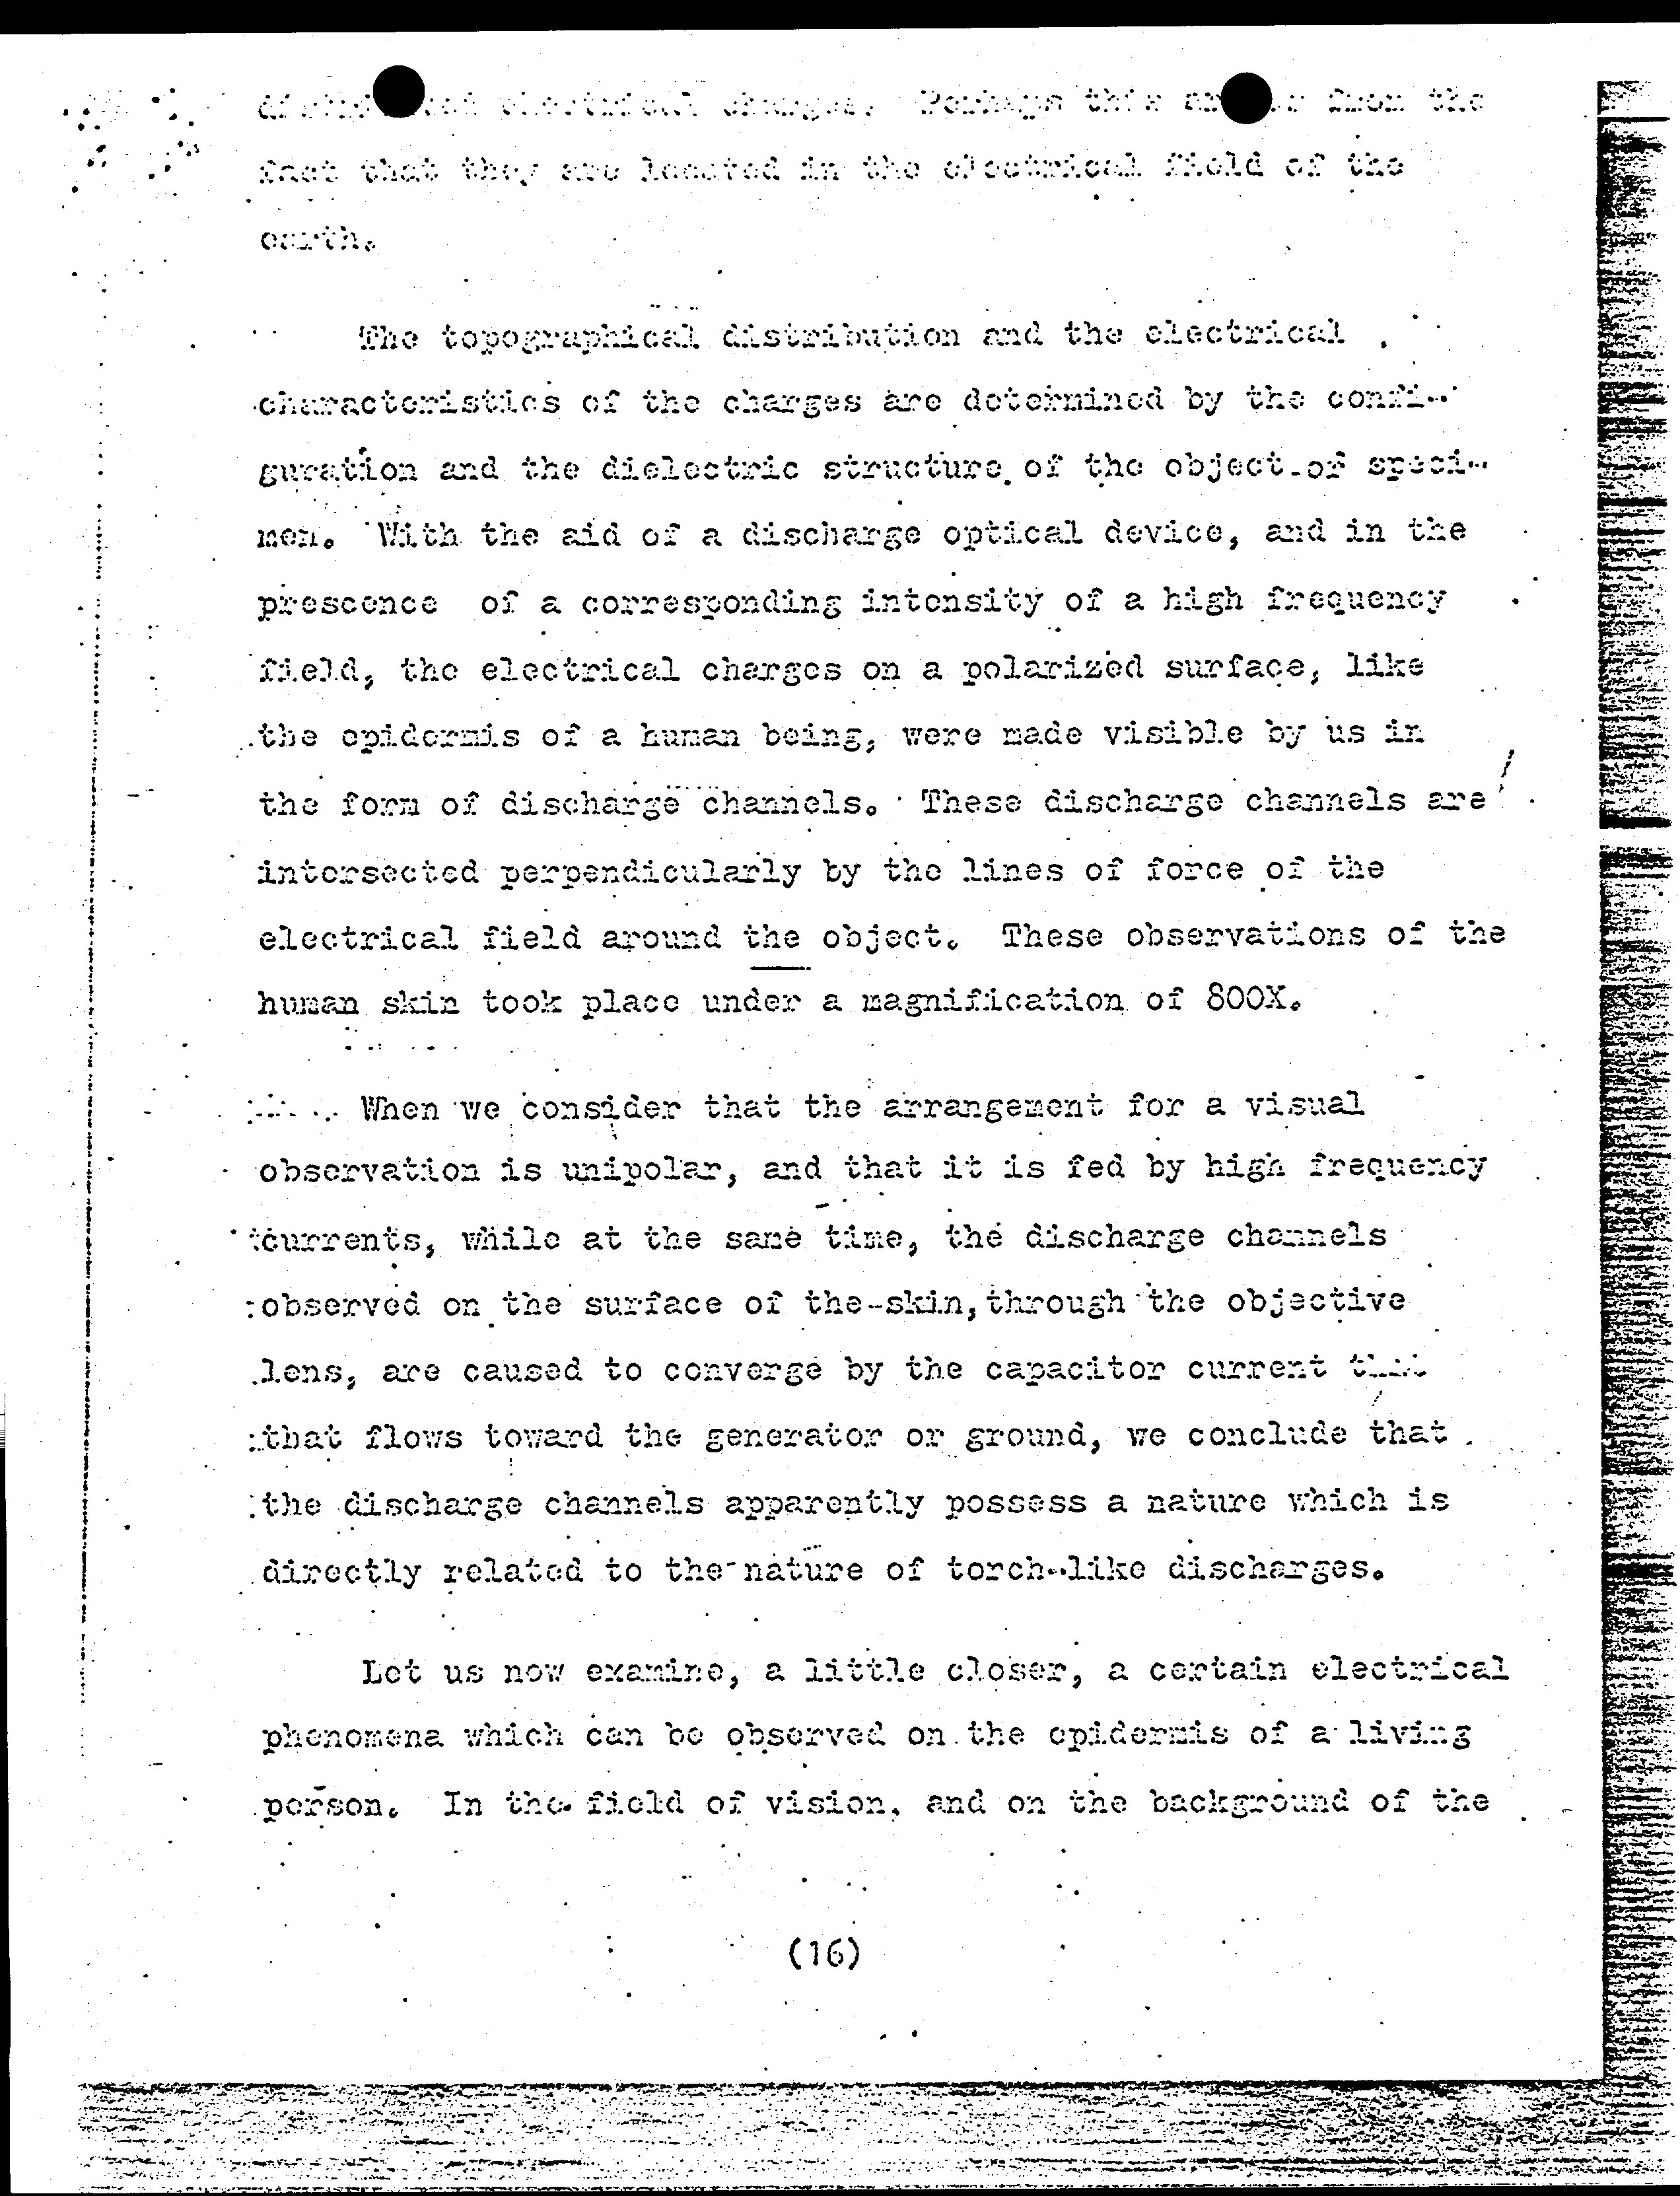 electrical charges. Perhaps this from the
fact that they are located in the electrical field of the
earth.
The topographical distribution and the electrical
characteristics of the charges are determined by the confi-
guration and the dielectric structure of the object or speci-
men. With the aid of a discharge optical device, and in the
prescence of a corresponding intensity of a high frequency
field, the electrical charges on a polarized surface, like
the epidermis of a human being, were made visible by us in
the form of discharge channels. These discharge channels are
intersected perpendicularly by the lines of force of the
electrical field around the object. These observations of the
human skin took place under a magnification of 800X.
When we consider that the arrangement for a visual
observation is unipolar, and that it is fed by high frequency
currents, while at the same time, the discharge channels
observed on the surface of the skin, through the objective
lens, are caused to converge by the capacitor current
that flows toward the generator or ground, we conclude that
the discharge channels apparently possess a nature which is
directly related to the nature of torch-like discharges.
Let us now examine, a little closer, a certain electrical
phenomena which can be observed on the epidermis of a living
person. In the field of vision, and on the background of the
(16)